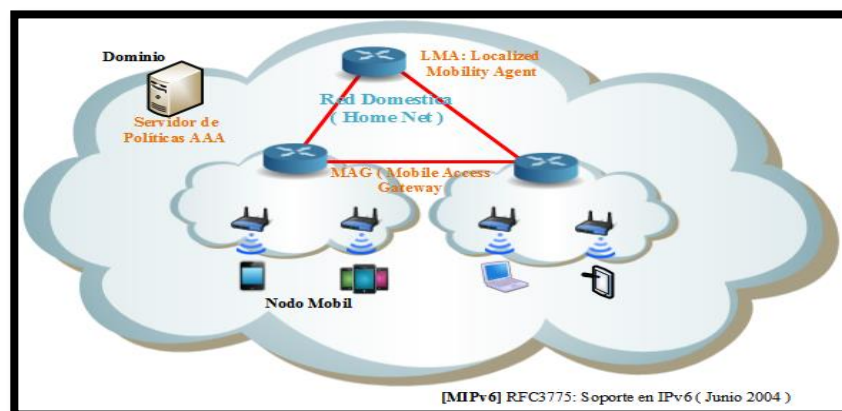 Dominio
LMA : Localized
Mobility Agent
Servidor de
Políticas AAA
Red Domestica
( Home Net )
MAG ( Mobile Access
Gateway
Nodo Mobil
[MIPv6] RFC3775: Soporte en IPv6 ( Junio 2004 )